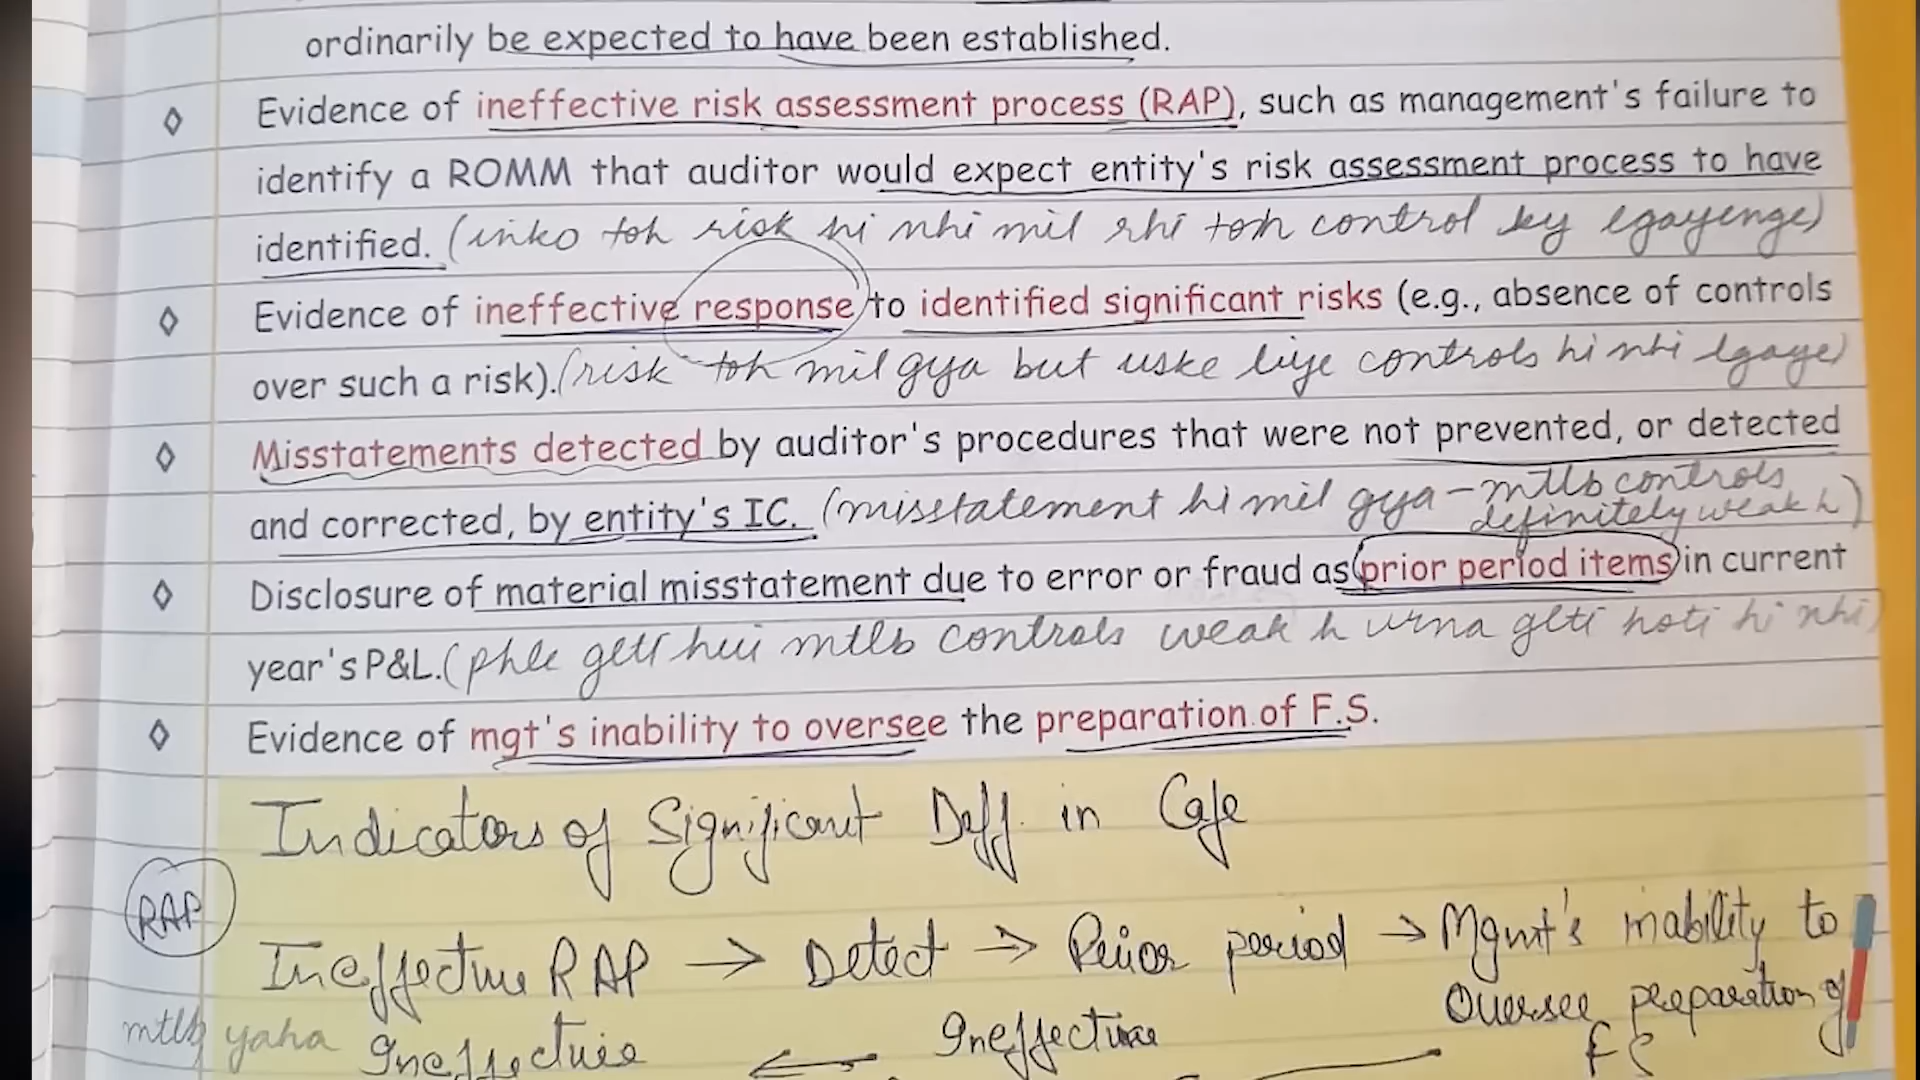 ordinarily be expected to have been established.
◊ Evidence of ineffective risk assessment process (RAP), such as management's failure to
identify a ROMM that auditor would expect entity's risk assessment process to have
identified. (inko toh risk hi nhi mil rhi toh control ky lgayenge)
◊ Evidence of ineffective response to identified significant risks (e.g., absence of controls
over such a risk). (risk toh mil gya but uske liye controls hi nhi lgaye)
◊ Misstatements detected by auditor's procedures that were not prevented, or detected
and corrected, by entity's IC. (misstatement hi mil gya - mtlb controls
definitely weak h)
◊ Disclosure of material misstatement due to error or fraud as prior period items in current
year's P&L. (phle glti hui mtlb controls weak h wrna glti hoti hi nhi)
◊ Evidence of mgt's inability to oversee the preparation of F.S.
Indicators of Significant Deff. in Cafe
RAP
Ineffective RAP → Detect → Prior period → Mgmt's inability to
Oversee preparation of
FS
mtlb yaha Ineffective ← Ineffective